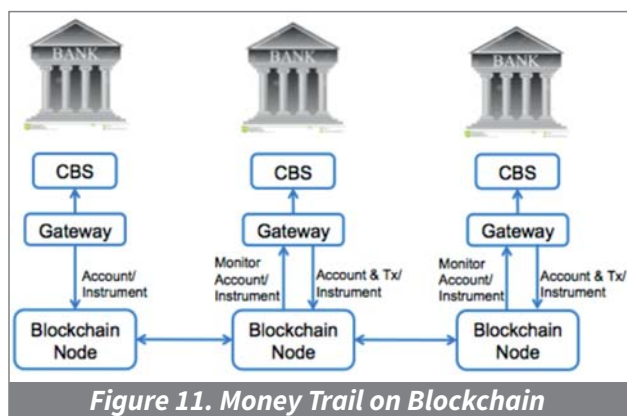 BANK
BANK
BANK
CBS
CBS
CBS
Gateway
Gateway
Gateway
Account/
Instrument
Monitor
Account/
Instrument
Account & Tx/
Instrument
Monitor
Account/
Instrument
Account & Tx/
Instrument
Blockchain
Node
Blockchain
Node
Blockchain
Node
Figure 11. Money Trail on Blockchain